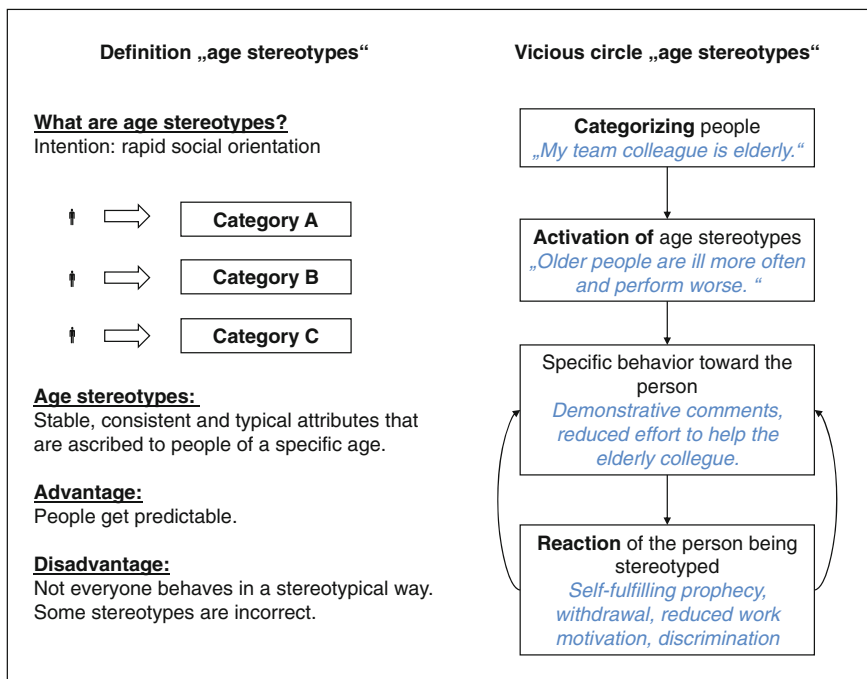 Definition „age stereotypes“
What are age stereotypes?
Intention: rapid social orientation
Category A
Category B
Category C
Age stereotypes:
Stable, consistent and typical attributes that
are ascribed to people of a specific age.
Advantage:
People get predictable.
Disadvantage:
Not everyone behaves in a stereotypical way.
Some stereotypes are incorrect.
Vicious circle „age stereotypes“
Categorizing people
„My team colleague is elderly.“
Activation of age stereotypes
„Older people are ill more often
and perform worse. “
Specific behavior toward the
person
Demonstrative comments,
reduced effort to help the
elderly collegue.
Reaction of the person being
stereotyped
Self-fulfilling prophecy,
withdrawal, reduced work
motivation, discrimination